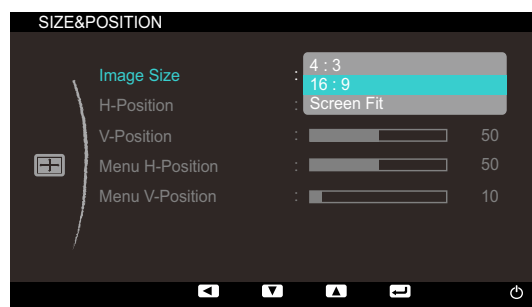 SIZE&POSITION
Image Size : 4 : 3
16 : 9
H-Position : Screen Fit
V-Position : 50
Menu H-Position : 50
Menu V-Position : 10